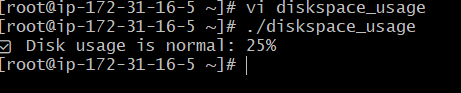 [root@ip-172-31-16-5 ~]# vi diskspace_usage
[root@ip-172-31-16-5 ~]# ./diskspace_usage
✅ Disk usage is normal: 25%
[root@ip-172-31-16-5 ~]#